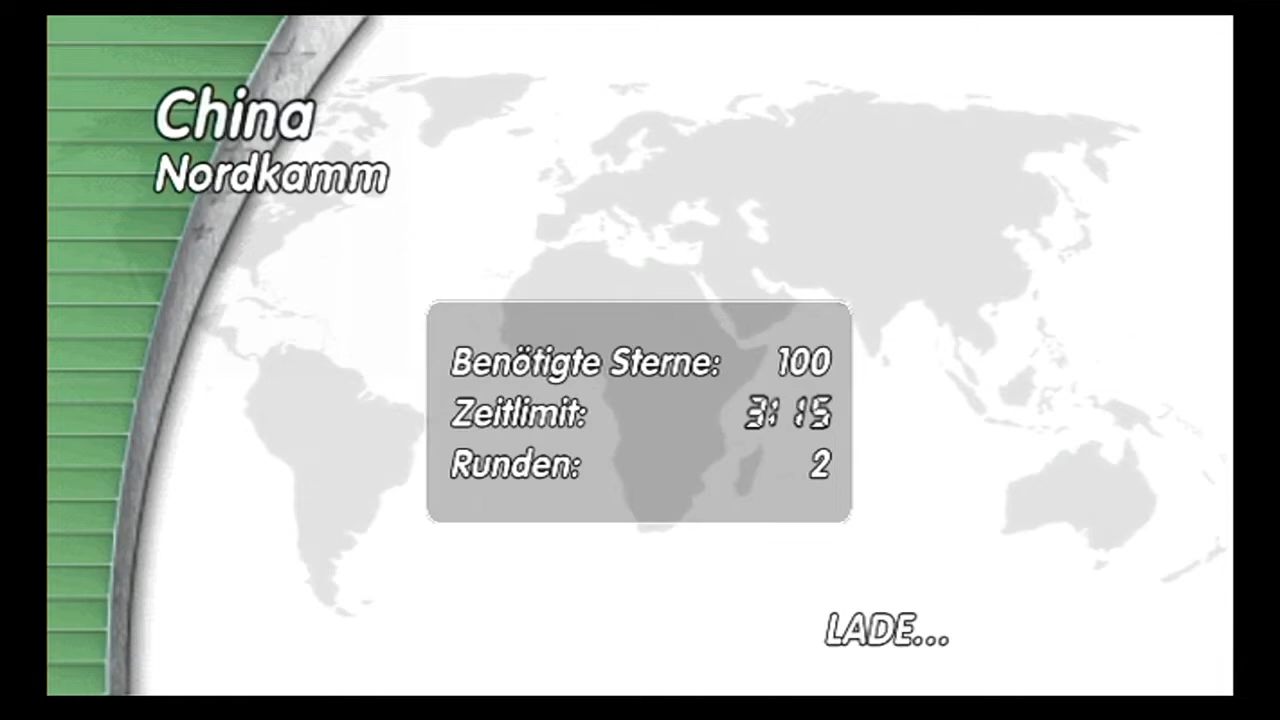 China
Nordkamm
Benötigte Sterne: 100
Zeitlimit: 3:15
Runden: 2
LADE...